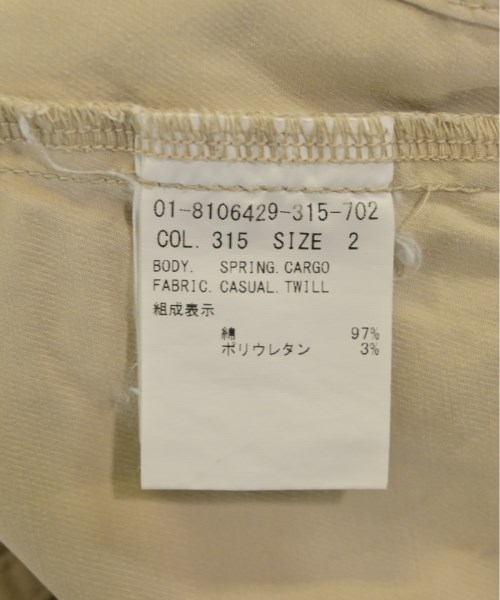 01-8106429-315-702
COL. 315 SIZE 2
BODY. SPRING. CARGO
FABRIC. CASUAL. TWILL
組成表示
綿 97%
ポリウレタン 3%